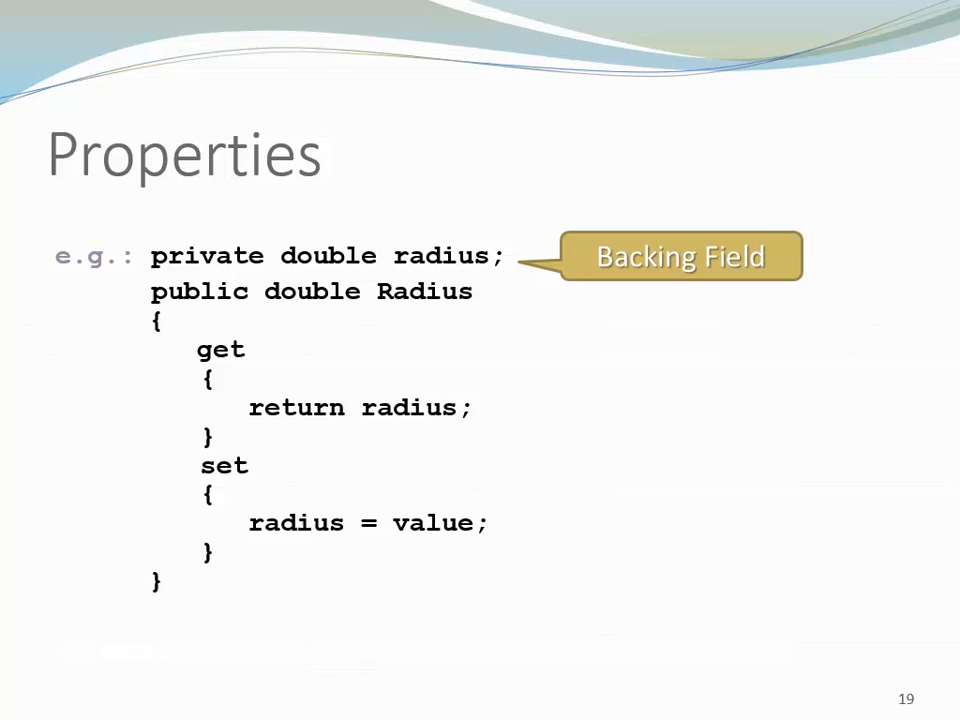 Properties
e.g.: private double radius;
Backing Field
public double Radius
{
get
{
return radius;
}
set
{
radius = value;
}
}
19